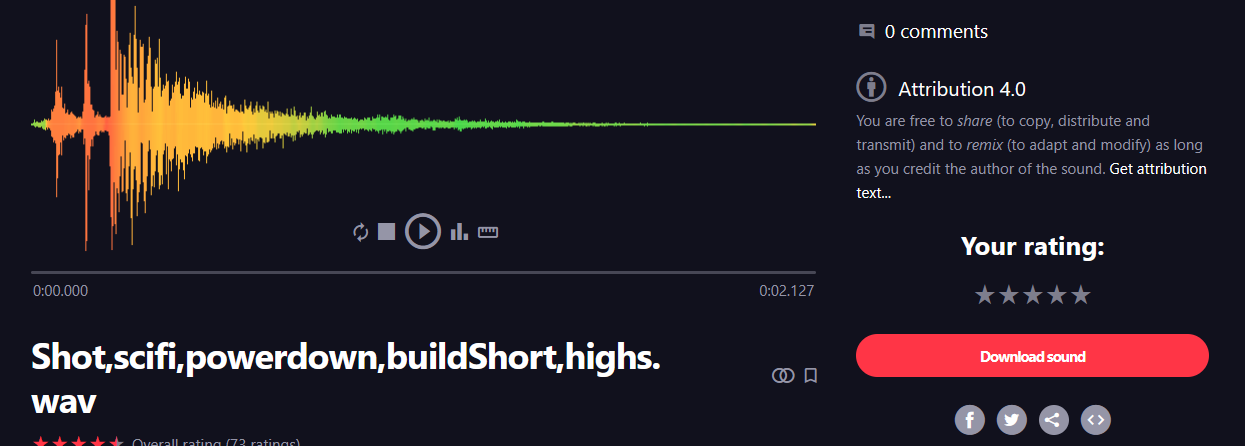 0 comments
Attribution 4.0
You are free to share (to copy, distribute and
transmit) and to remix (to adapt and modify) as long
as you credit the author of the sound. Get attribution
text...
Your rating:
Download sound
0:00.000
0:02.127
Shot,scifi,powerdown,buildShort,highs.
wav
Overall rating (73 ratings)